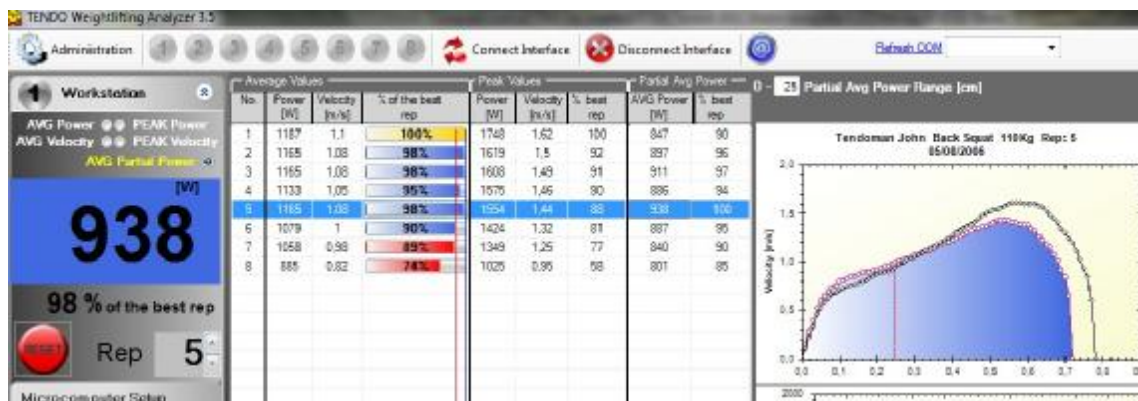 TENDO Weightlifting Analyzer 3.5
Administration 1 2 3 4 5 6 7 8 Connect Interface Disconnect Interface @ Refresh COM
1 Workstation
AVG Power PEAK Power
AVG Velocity PEAK Velocity
AVG Partial Power
[W]
938
98 % of the best rep
RESET Rep 5
Microcomputer Setup
Average Values Peak Values Partial Avg Power
No. Power [W] Velocity [m/s] % of the best rep Power [W] Velocity [m/s] % best rep AVG Power [W] % best rep
1 1187 1,1 100% 1748 1,62 100 847 90
2 1165 1,08 98% 1619 1,5 92 897 96
3 1165 1,08 98% 1608 1,49 91 911 97
4 1133 1,05 95% 1575 1,46 90 886 94
5 1165 1,08 98% 1554 1,44 88 938 100
6 1079 1 90% 1424 1,32 81 887 95
7 1058 0,98 89% 1349 1,25 77 840 90
8 885 0,82 74% 1025 0,95 58 801 85
0 - 25 Partial Avg Power Range [cm]
Tendoman John Back Squat 110Kg Rep: 5
05/08/2006
Velocity [m/s]
2,0
1,5
1,0
0,5
0,0
0,0 0,1 0,2 0,3 0,4 0,5 0,6 0,7 0,8
2000